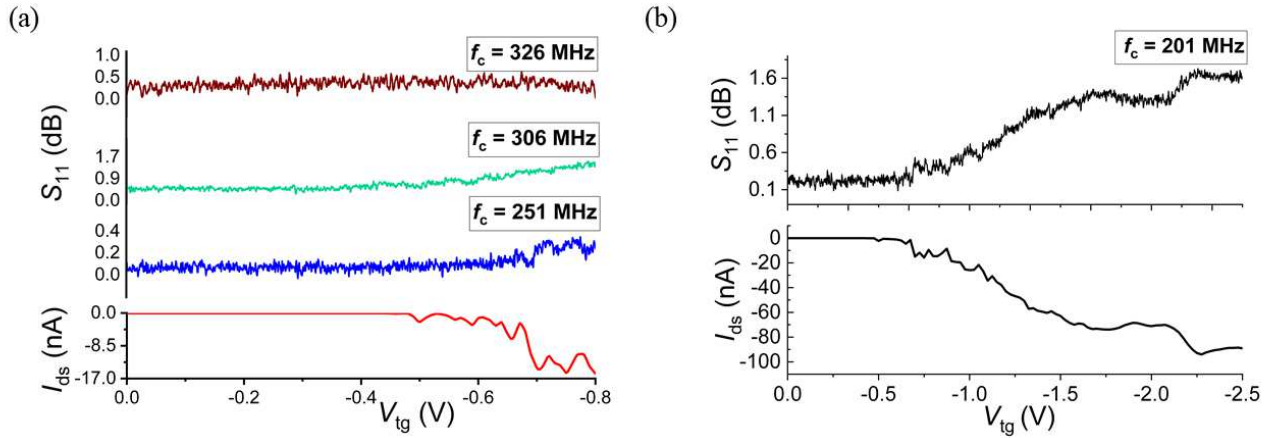 (a)
1.0
0.5
0.0
f_c = 326 MHz
S_11 (dB)
1.7
0.9
0.0
f_c = 306 MHz
0.4
0.2
0.0
f_c = 251 MHz
I_ds (nA)
0.0
-8.5
-17.0
0.0 -0.2 -0.4 -0.6 -0.8
V_tg (V)
(b)
f_c = 201 MHz
S_11 (dB)
1.6
1.1
0.6
0.1
I_ds (nA)
0
-20
-40
-60
-80
-100
0.0 -0.5 -1.0 -1.5 -2.0 -2.5
V_tg (V)